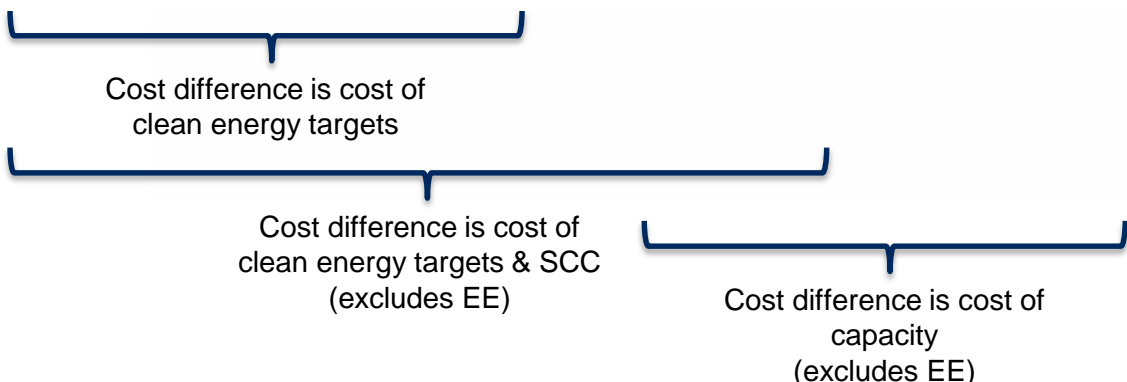 Cost difference is cost of
clean energy targets
Cost difference is cost of
clean energy targets & SCC
(excludes EE)
Cost difference is cost of
capacity
(excludes EE)